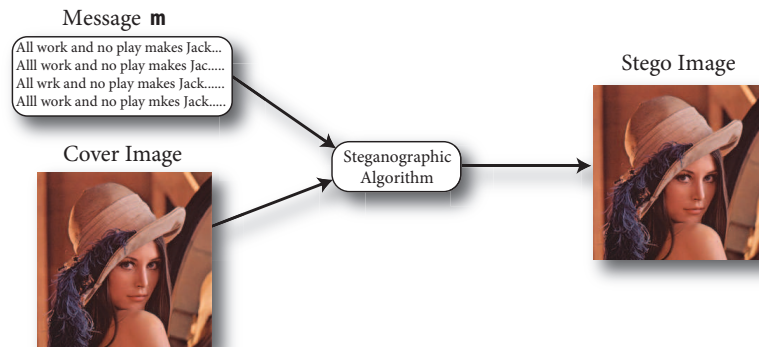 Message m
All work and no play makes Jack...
Alll work and no play makes Jac.....
All wrk and no play makes Jack......
Alll work and no play mkes Jack.....
Cover Image
Steganographic
Algorithm
Stego Image